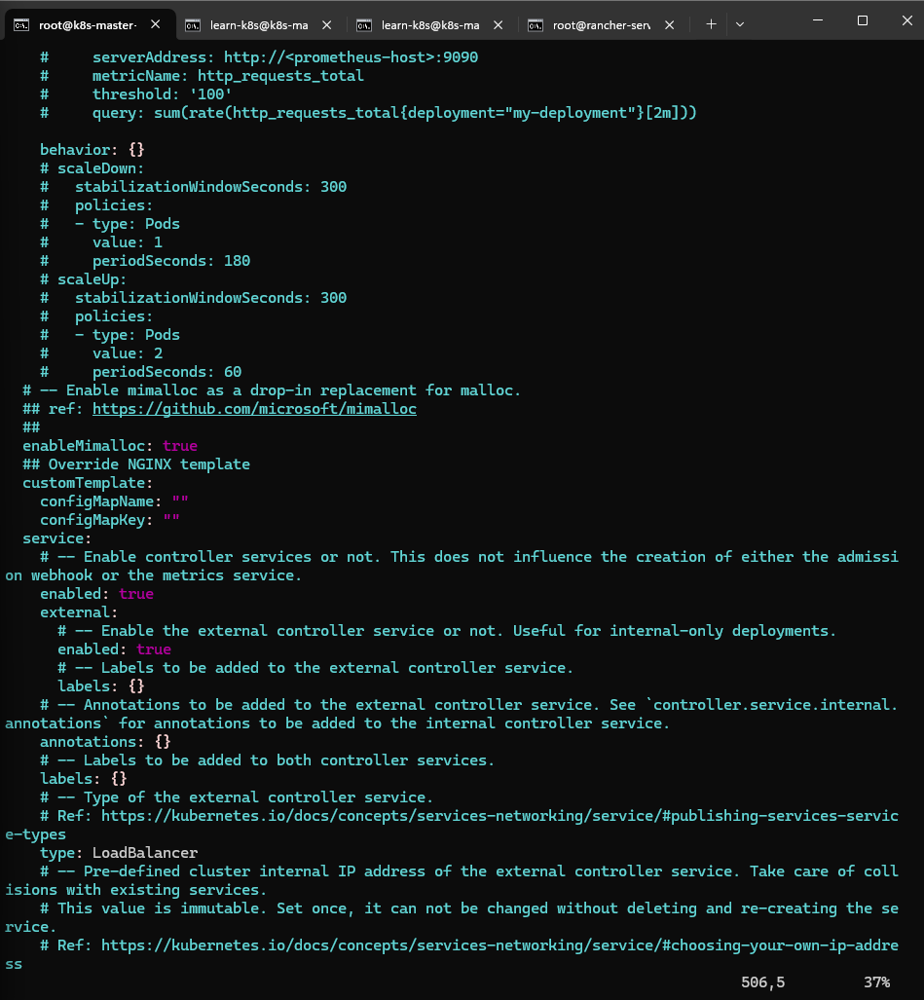 root@k8s-master-
learn-k8s@k8s-ma
learn-k8s@k8s-ma
root@rancher-serv
#     serverAddress: http://<prometheus-host>:9090
#     metricName: http_requests_total
#     threshold: '100'
#     query: sum(rate(http_requests_total{deployment="my-deployment"}[2m]))
behavior: {}
# scaleDown:
#   stabilizationWindowSeconds: 300
#   policies:
#   - type: Pods
#     value: 1
#     periodSeconds: 180
# scaleUp:
#   stabilizationWindowSeconds: 300
#   policies:
#   - type: Pods
#     value: 2
#     periodSeconds: 60
# -- Enable mimalloc as a drop-in replacement for malloc.
## ref: https://github.com/microsoft/mimalloc
##
enableMimalloc: true
## Override NGINX template
customTemplate:
configMapName: ""
configMapKey: ""
service:
# -- Enable controller services or not. This does not influence the creation of either the admissi
on webhook or the metrics service.
enabled: true
external:
# -- Enable the external controller service or not. Useful for internal-only deployments.
enabled: true
# -- Labels to be added to the external controller service.
labels: {}
# -- Annotations to be added to the external controller service. See `controller.service.internal.
annotations` for annotations to be added to the internal controller service.
annotations: {}
# -- Labels to be added to both controller services.
labels: {}
# -- Type of the external controller service.
# Ref: https://kubernetes.io/docs/concepts/services-networking/service/#publishing-services-servic
e-types
type: LoadBalancer
# -- Pre-defined cluster internal IP address of the external controller service. Take care of coll
isions with existing services.
# This value is immutable. Set once, it can not be changed without deleting and re-creating the se
rvice.
# Ref: https://kubernetes.io/docs/concepts/services-networking/service/#choosing-your-own-ip-addre
ss
506,5 37%